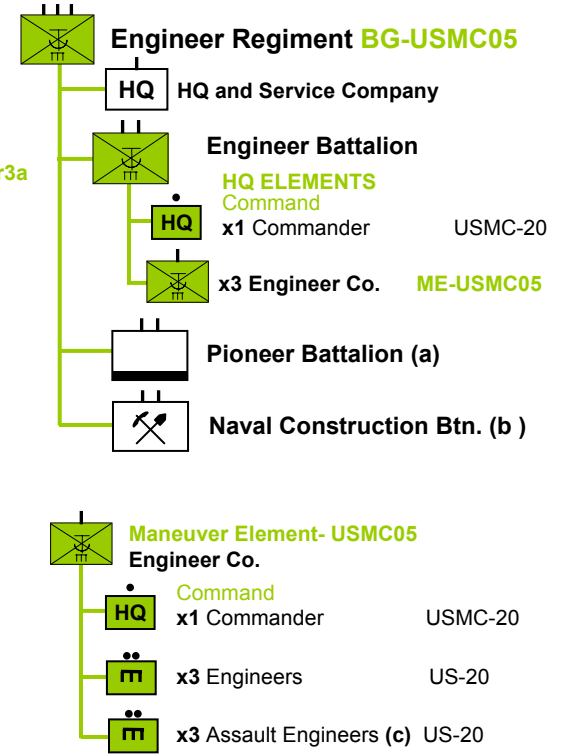 Engineer Regiment BG-USMC05
HQ HQ and Service Company
Engineer Battalion
r3a
HQ ELEMENTS
Command
HQ x1 Commander USMC-20
x3 Engineer Co. ME-USMC05
Pioneer Battalion (a)
Naval Construction Btn. (b )
Maneuver Element- USMC05
Engineer Co.
Command
HQ x1 Commander USMC-20
x3 Engineers US-20
x3 Assault Engineers (c) US-20